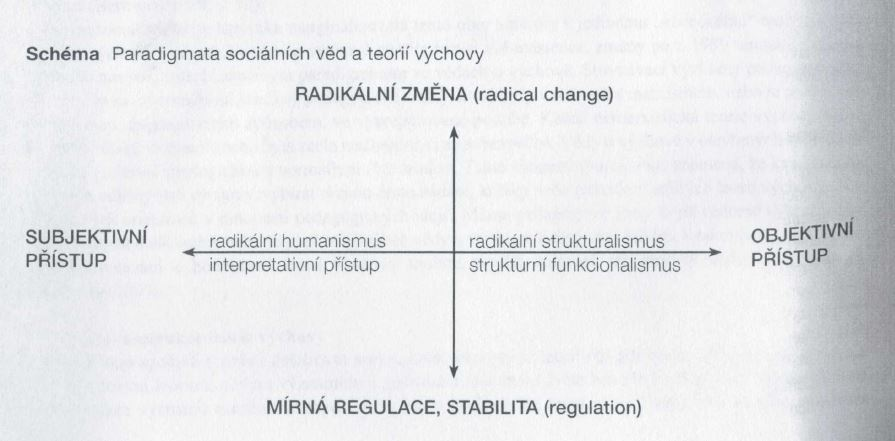 Schéma Paradigmata sociálních věd a teorií výchovy
RADIKÁLNÍ ZMĚNA (radical change)
SUBJEKTIVNÍ
PŘÍSTUP
radikální humanismus
interpretativní přístup
radikální strukturalismus
strukturní funkcionalismus
OBJEKTIVNÍ
PŘÍSTUP
MÍRNÁ REGULACE, STABILITA (regulation)